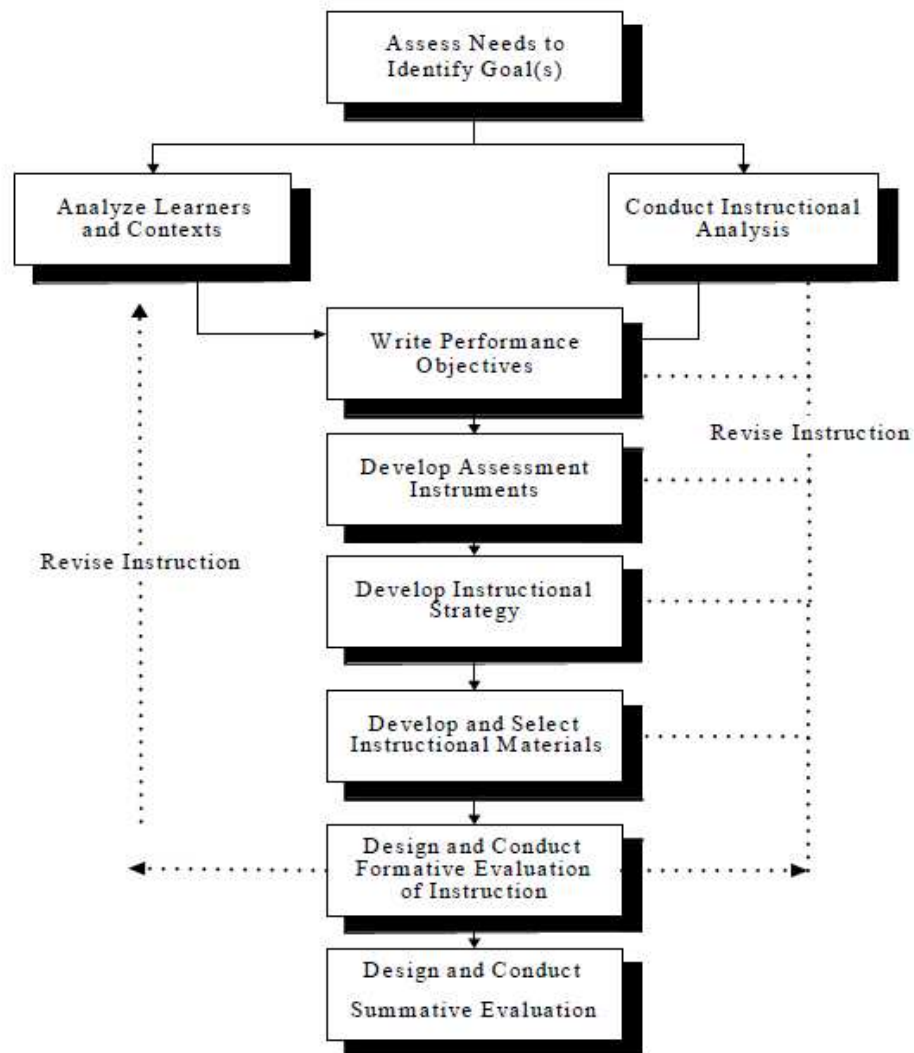 Assess Needs to
Identify Goal(s)
Analyze Learners
and Contexts
Conduct Instructional
Analysis
Write Performance
Objectives
Revise Instruction
Develop Assessment
Instruments
Revise Instruction
Develop Instructional
Strategy
Develop and Select
Instructional Materials
Design and Conduct
Formative Evaluation
of Instruction
Design and Conduct
Summative Evaluation